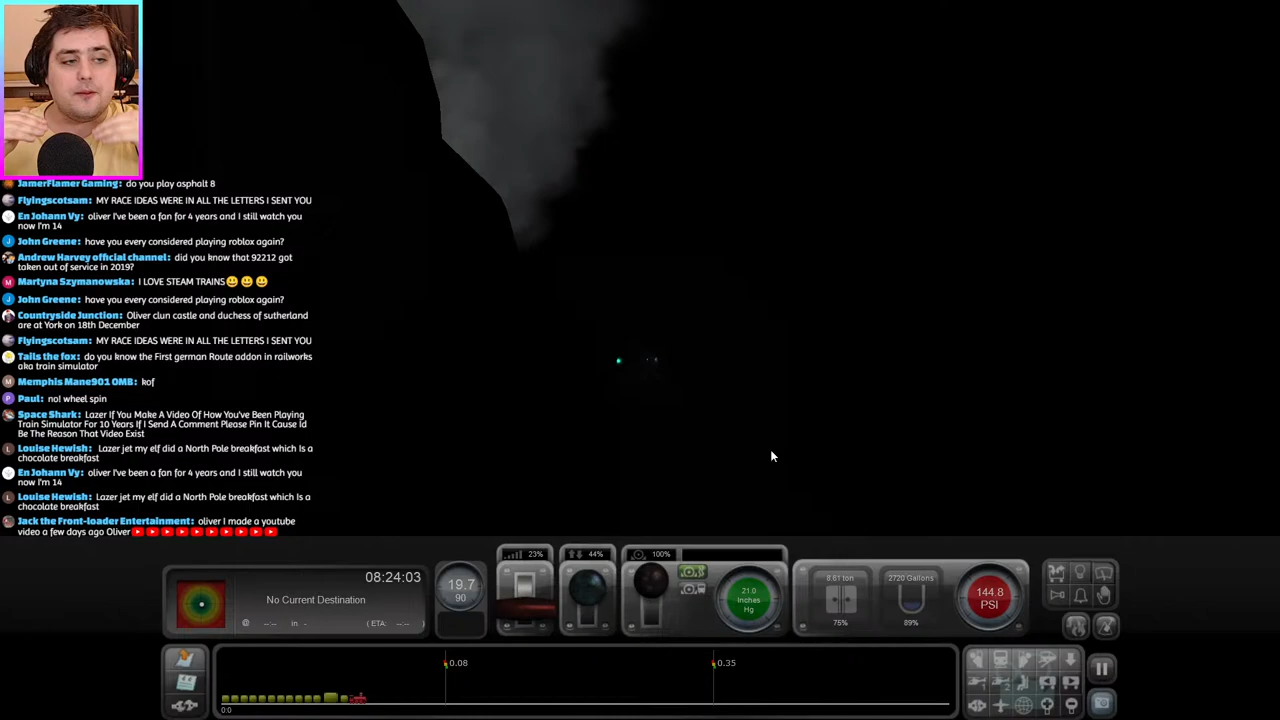 JamerFlamer Gaming: do you play asphalt 8
Flyingscotsam: MY RACE IDEAS WERE IN ALL THE LETTERS I SENT YOU
En Johann Vy: oliver I've been a fan for 4 years and I still watch you
now I'm 14
J John Greene: have you every considered playing roblox again?
Andrew Harvey official channel: did you know that 92212 got
taken out of service in 2019?
M Martyna Szymanowska: I LOVE STEAM TRAINS😃 😃 😃
J John Greene: have you every considered playing roblox again?
Countryside Junction: Oliver clun castle and duchess of sutherland
are at York on 18th December
Flyingscotsam: MY RACE IDEAS WERE IN ALL THE LETTERS I SENT YOU
Tails the fox: do you know the First german Route addon in railworks
aka train simulator
Memphis Mane901 OMB: kof
P Paul: no! wheel spin
Space Shark: Lazer If You Make A Video Of How You've Been Playing
Train Simulator For 10 Years If I Send A Comment Please Pin It Cause Id
Be The Reason That Video Exist
L Louise Hewish: Lazer jet my elf did a North Pole breakfast which Is a
chocolate breakfast
En Johann Vy: oliver I've been a fan for 4 years and I still watch you
now I'm 14
L Louise Hewish: Lazer jet my elf did a North Pole breakfast which Is a
chocolate breakfast
Jack the Front-loader Entertainment: oliver I made a youtube
video a few days ago Oliver
23% 44% 100%
08:24:03
No Current Destination
@ --:-- in - ( ETA: --:-- )
19.7
90
21.0
Inches
Hg
8.61 ton
75%
2720 Gallons
89%
144.8
PSI
0.08
0.35
0:0